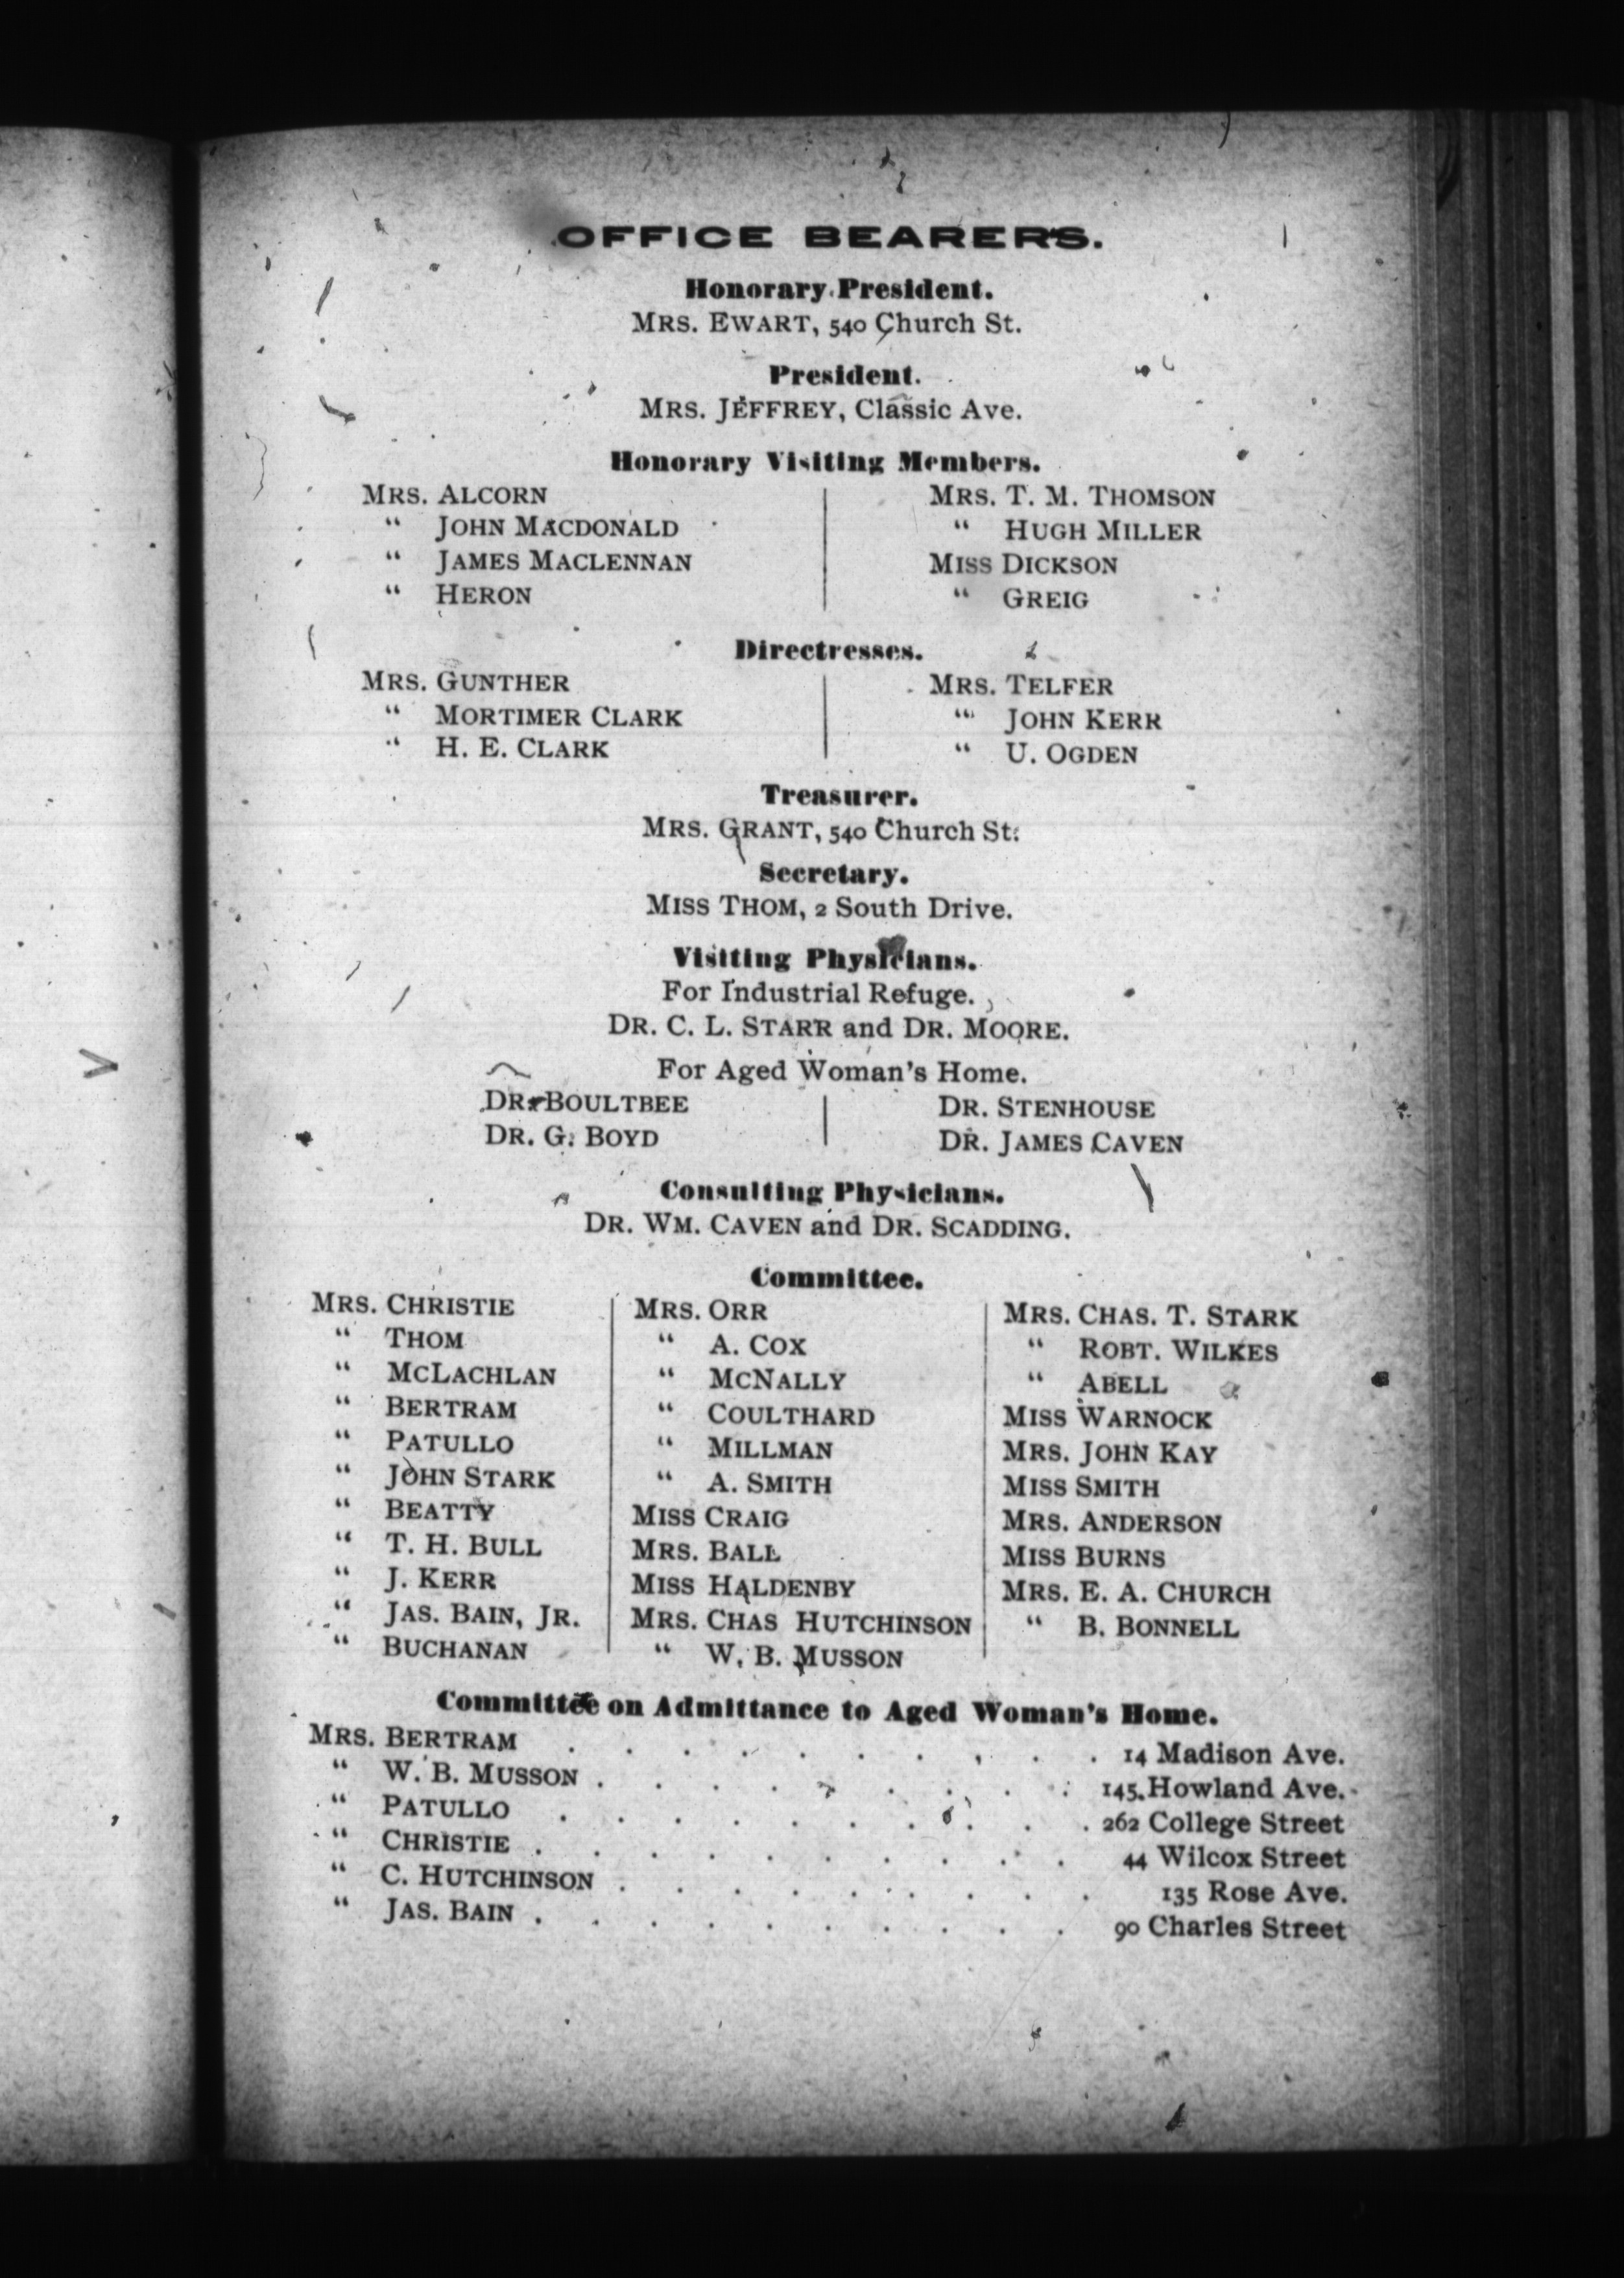 OFFICE BEARERS.
Honorary President.
MRS. EWART, 540 Church St.
President.
MRS. JEFFREY, Classic Ave.
Honorary Visiting Members.
MRS. ALCORN
“ JOHN MACDONALD
“ JAMES MACLENNAN
“ HERON
MRS. T. M. THOMSON
“ HUGH MILLER
MISS DICKSON
“ GREIG
Directresses.
MRS. GUNTHER
“ MORTIMER CLARK
“ H. E. CLARK
MRS. TELFER
“ JOHN KERR
“ U. OGDEN
Treasurer.
MRS. GRANT, 540 Church St.
Secretary.
MISS THOM, 2 South Drive.
Visiting Physicians.
For Industrial Refuge.
DR. C. L. STARR and DR. MOORE.
For Aged Woman's Home.
DR. BOULTBEE
DR. G. BOYD
DR. STENHOUSE
DR. JAMES CAVEN
Consulting Physicians.
DR. WM. CAVEN and DR. SCADDING.
Committee.
MRS. CHRISTIE
“ THOM
“ MCLACHLAN
“ BERTRAM
“ PATULLO
“ JOHN STARK
“ BEATTY
“ T. H. BULL
“ J. KERR
“ JAS. BAIN, JR.
“ BUCHANAN
MRS. ORR
“ A. COX
“ MCNALLY
“ COULTHARD
“ MILLMAN
“ A. SMITH
MISS CRAIG
MRS. BALL
MISS HALDENBY
MRS. CHAS HUTCHINSON
“ W. B. MUSSON
MRS. CHAS. T. STARK
“ ROBT. WILKES
“ ABELL
MISS WARNOCK
MRS. JOHN KAY
MISS SMITH
MRS. ANDERSON
MISS BURNS
MRS. E. A. CHURCH
“ B. BONNELL
Committee on Admittance to Aged Woman's Home.
MRS. BERTRAM . . . . . . . . . . 14 Madison Ave.
“ W. B. MUSSON . . . . . . . . . 145 Howland Ave.
“ PATULLO . . . . . . . . . . 262 College Street
“ CHRISTIE . . . . . . . . . . 44 Wilcox Street
“ C. HUTCHINSON . . . . . . . . . 135 Rose Ave.
“ JAS. BAIN . . . . . . . . . . 90 Charles Street